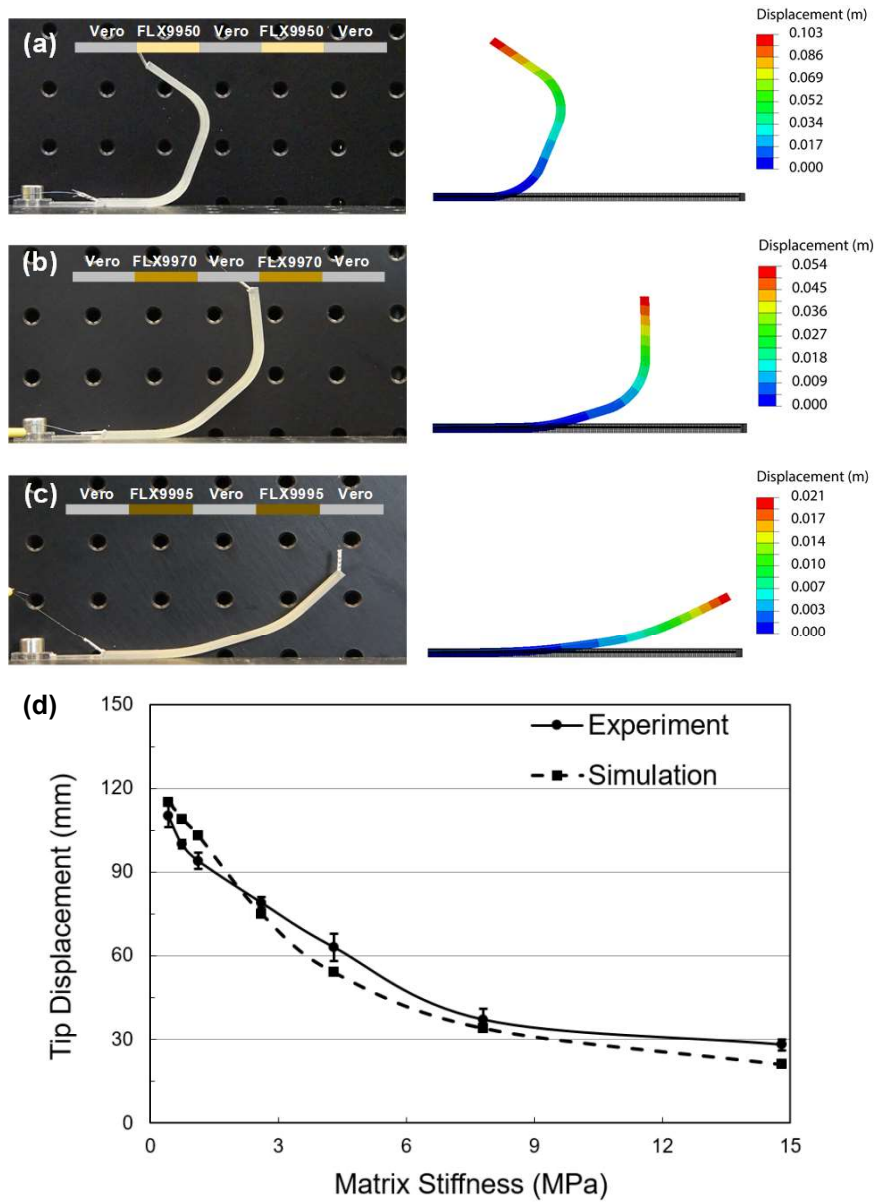 (a)
Vero FLX9950 Vero FLX9950 Vero
Displacement (m)
0.103
0.086
0.069
0.052
0.034
0.017
0.000
(b)
Vero FLX9970 Vero FLX9970 Vero
Displacement (m)
0.054
0.045
0.036
0.027
0.018
0.009
0.000
(c)
Vero FLX9995 Vero FLX9995 Vero
Displacement (m)
0.021
0.017
0.014
0.010
0.007
0.003
0.000
(d)
150
120
90
60
30
0
Tip Displacement (mm)
Experiment
Simulation
0 3 6 9 12 15
Matrix Stiffness (MPa)